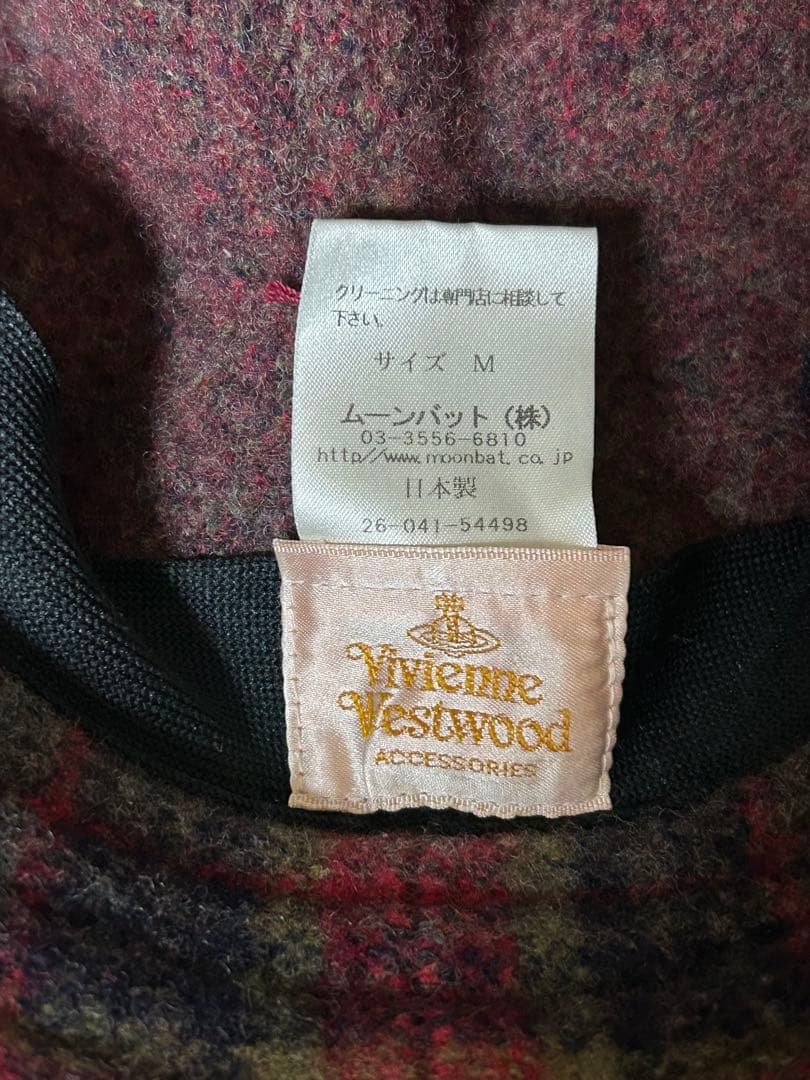 クリーニングは専門店に相談して
下さい。
サイズ M
ムーンバット（株）
03-3556-6810
http//www.moonbat.co.jp
日本製
26-041-54498
Vivienne
Westwood
ACCESSORIES